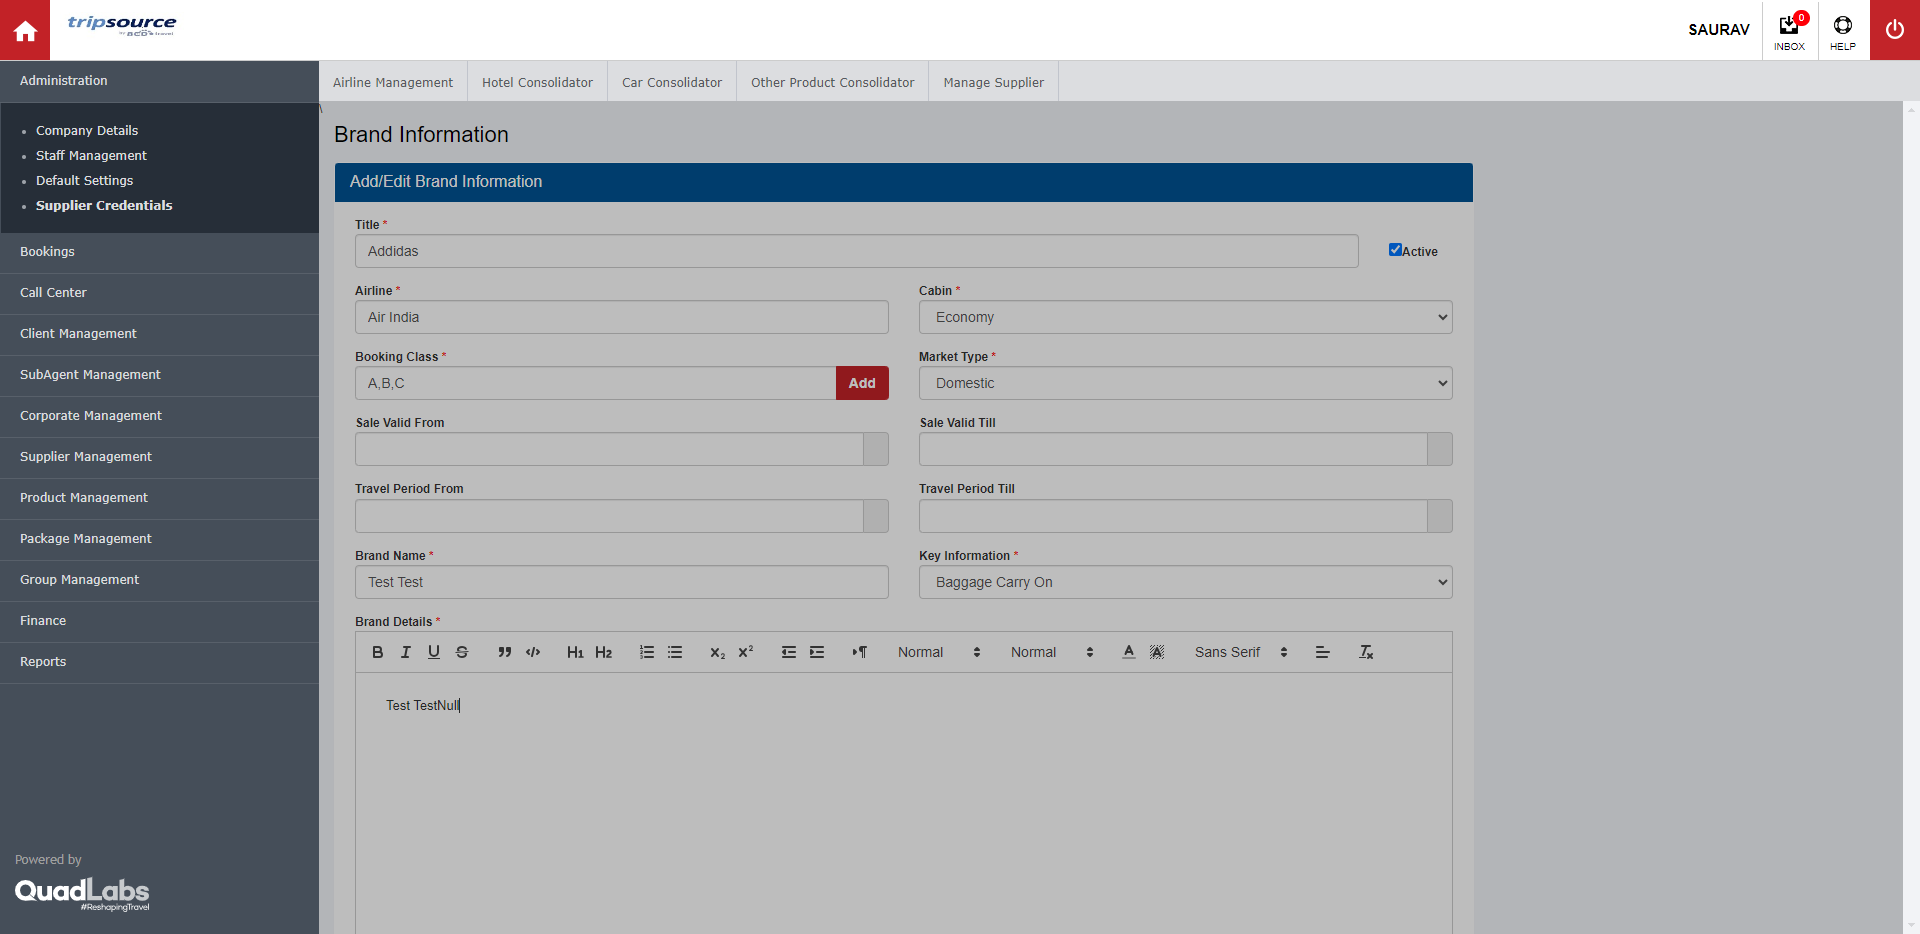 tripsource
SAURAV
0
INBOX
HELP
Administration
Company Details
Staff Management
Default Settings
Supplier Credentials
Bookings
Call Center
Client Management
SubAgent Management
Corporate Management
Supplier Management
Product Management
Package Management
Group Management
Finance
Reports
Powered by
QuadLabs
#ReshapingTravel
Airline Management
Hotel Consolidator
Car Consolidator
Other Product Consolidator
Manage Supplier
\
Brand Information
Add/Edit Brand Information
Title *
Addidas
Active
Airline *
Air India
Cabin *
Economy
Booking Class *
A,B,C
Add
Market Type *
Domestic
Sale Valid From
Sale Valid Till
Travel Period From
Travel Period Till
Brand Name *
Test Test
Key Information *
Baggage Carry On
Brand Details *
B I U S H1 H2 x2 x2 Normal Normal A A Sans Serif Tx
Test TestNull